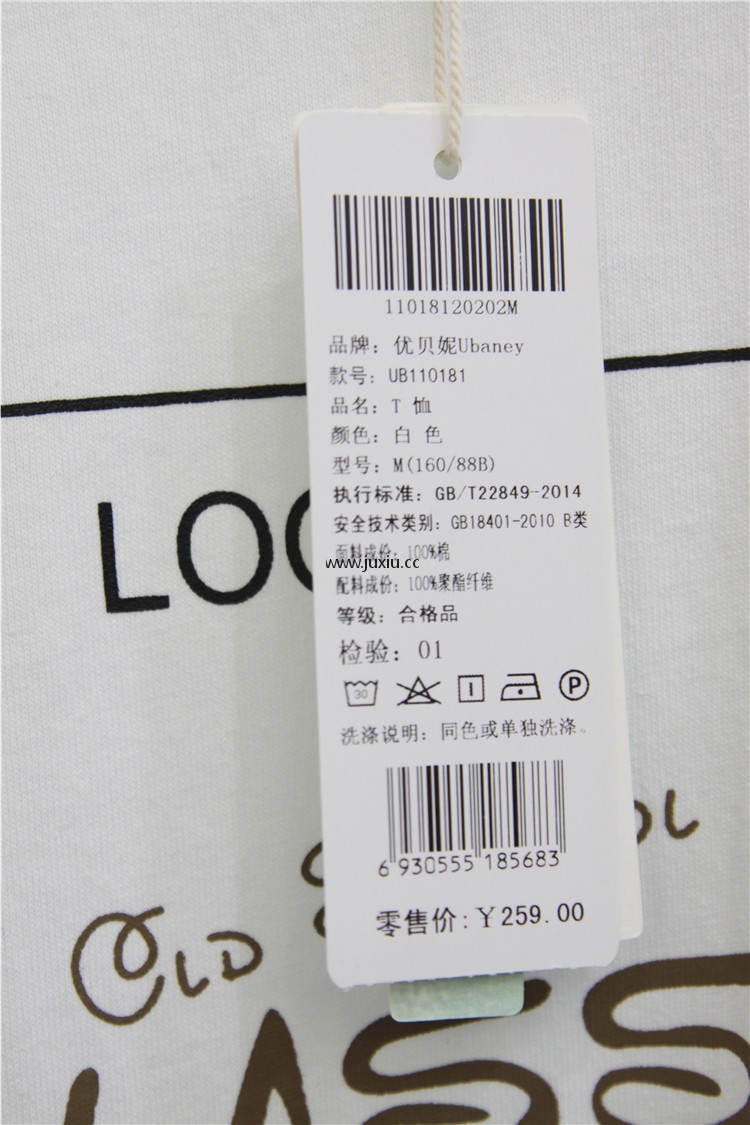 11018120202M
品牌：优贝妮Ubaney
款号：UB110181
品名：T 恤
颜色：白 色
型号：M(160/88B)
执行标准：GB/T22849-2014
安全技术类别：GB18401-2010 B类
面料成份：100%棉
www.juxiu.cc
配料成份：100%聚酯纤维
等级：合格品
检验：01
30 I P
洗涤说明：同色或单独洗涤。
6 930555 185683
零售价：￥259.00
LOO
OLD
OL
ASS